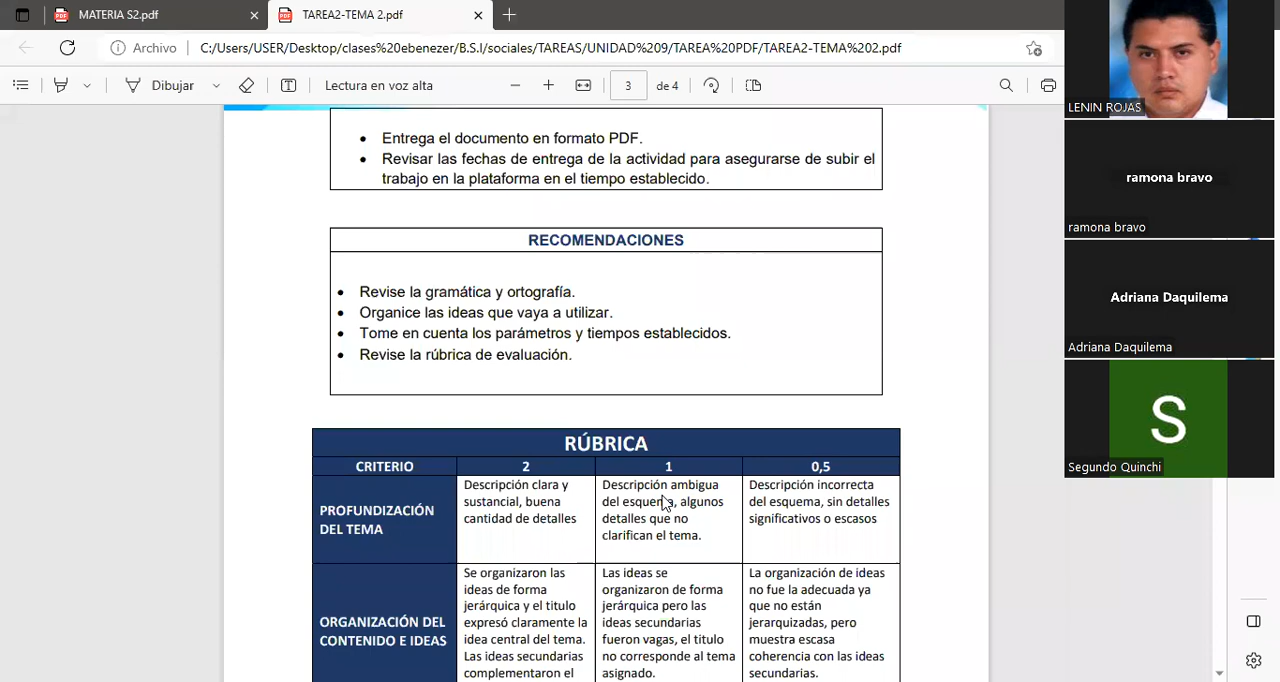 MATERIA S2.pdf
TAREA2-TEMA 2.pdf
Archivo
C:/Users/USER/Desktop/clases%20ebenezer/B.S.I/sociales/TAREAS/UNIDAD%209/TAREA%20PDF/TAREA2-TEMA%202.pdf
Dibujar
Lectura en voz alta
3
de 4
• Entrega el documento en formato PDF.
• Revisar las fechas de entrega de la actividad para asegurarse de subir el
trabajo en la plataforma en el tiempo establecido.
RECOMENDACIONES
• Revise la gramática y ortografía.
• Organice las ideas que vaya a utilizar.
• Tome en cuenta los parámetros y tiempos establecidos.
• Revise la rúbrica de evaluación.
RÚBRICA
CRITERIO
2
1
0,5
PROFUNDIZACIÓN
DEL TEMA
Descripción clara y
sustancial, buena
cantidad de detalles
Descripción ambigua
del esquema, algunos
detalles que no
clarifican el tema.
Descripción incorrecta
del esquema, sin detalles
significativos o escasos
ORGANIZACIÓN DEL
CONTENIDO E IDEAS
Se organizaron las
ideas de forma
jerárquica y el titulo
expresó claramente la
idea central del tema.
Las ideas secundarias
complementaron el
Las ideas se
organizaron de forma
jerárquica pero las
ideas secundarias
fueron vagas, el titulo
no corresponde al tema
asignado.
La organización de ideas
no fue la adecuada ya
que no están
jerarquizadas, pero
muestra escasa
coherencia con las ideas
secundarias.
LENIN ROJAS
ramona bravo
ramona bravo
Adriana Daquilema
Adriana Daquilema
S
Segundo Quinchi